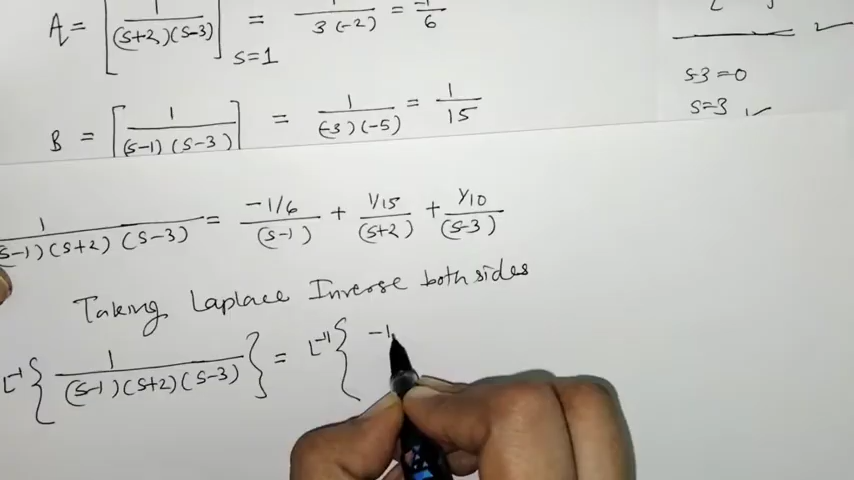 A = [1/(s+2)(s-3)] s=1 = 1/3(-2) = -1/6
s-3=0
s=3
B = [1/(s-1)(s-3)] = 1/(-3)(-5) = 1/15
1/(s-1)(s+2)(s-3) = -1/6/(s-1) + 1/15/(s+2) + 1/10/(s-3)
Taking Laplace Inverse both sides
L⁻¹{1/(s-1)(s+2)(s-3)} = L⁻¹{ -1